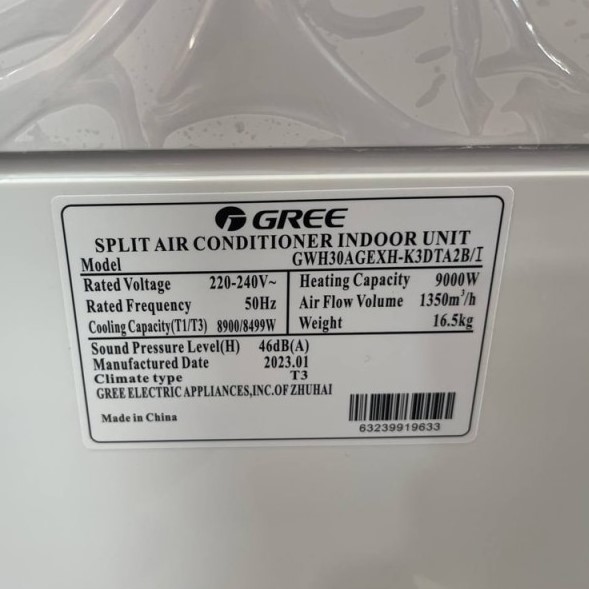 GREE
SPLIT AIR CONDITIONER INDOOR UNIT
Model GWH30AGEXH-K3DTA2B/I
Rated Voltage 220-240V~ Heating Capacity 9000W
Rated Frequency 50Hz Air Flow Volume 1350m³/h
Cooling Capacity(T1/T3) 8900/8499W Weight 16.5kg
Sound Pressure Level(H) 46dB(A)
Manufactured Date 2023.01
Climate type T3
GREE ELECTRIC APPLIANCES,INC.OF ZHUHAI
Made in China
63239919633